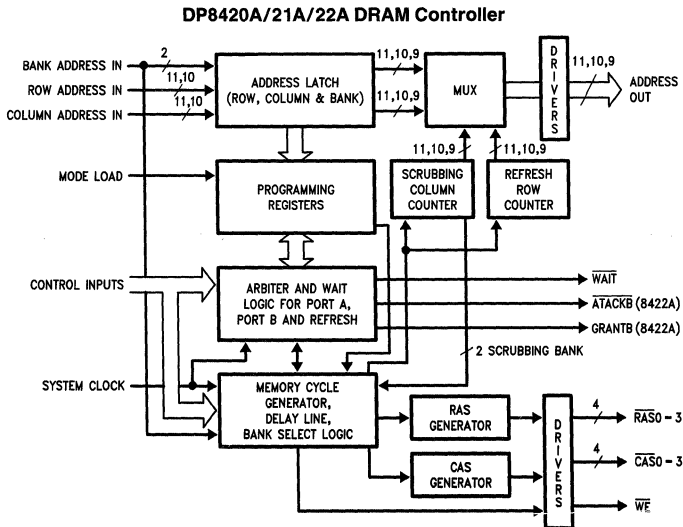 DP8420A/21A/22A DRAM Controller
BANK ADDRESS IN
2
ROW ADDRESS IN
11,10
COLUMN ADDRESS IN
11,10
ADDRESS LATCH
(ROW, COLUMN & BANK)
11,10,9
11,10,9
MUX
DRIVERS
11,10,9
ADDRESS
OUT
11,10,9
11,10,9
MODE LOAD
PROGRAMMING
REGISTERS
SCRUBBING
COLUMN
COUNTER
REFRESH
ROW
COUNTER
CONTROL INPUTS
ARBITER AND WAIT
LOGIC FOR PORT A,
PORT B AND REFRESH
WAIT
ATACKB (8422A)
GRANTB (8422A)
2 SCRUBBING BANK
SYSTEM CLOCK
MEMORY CYCLE
GENERATOR,
DELAY LINE,
BANK SELECT LOGIC
RAS
GENERATOR
CAS
GENERATOR
DRIVERS
4
RAS0-3
4
CAS0-3
WE